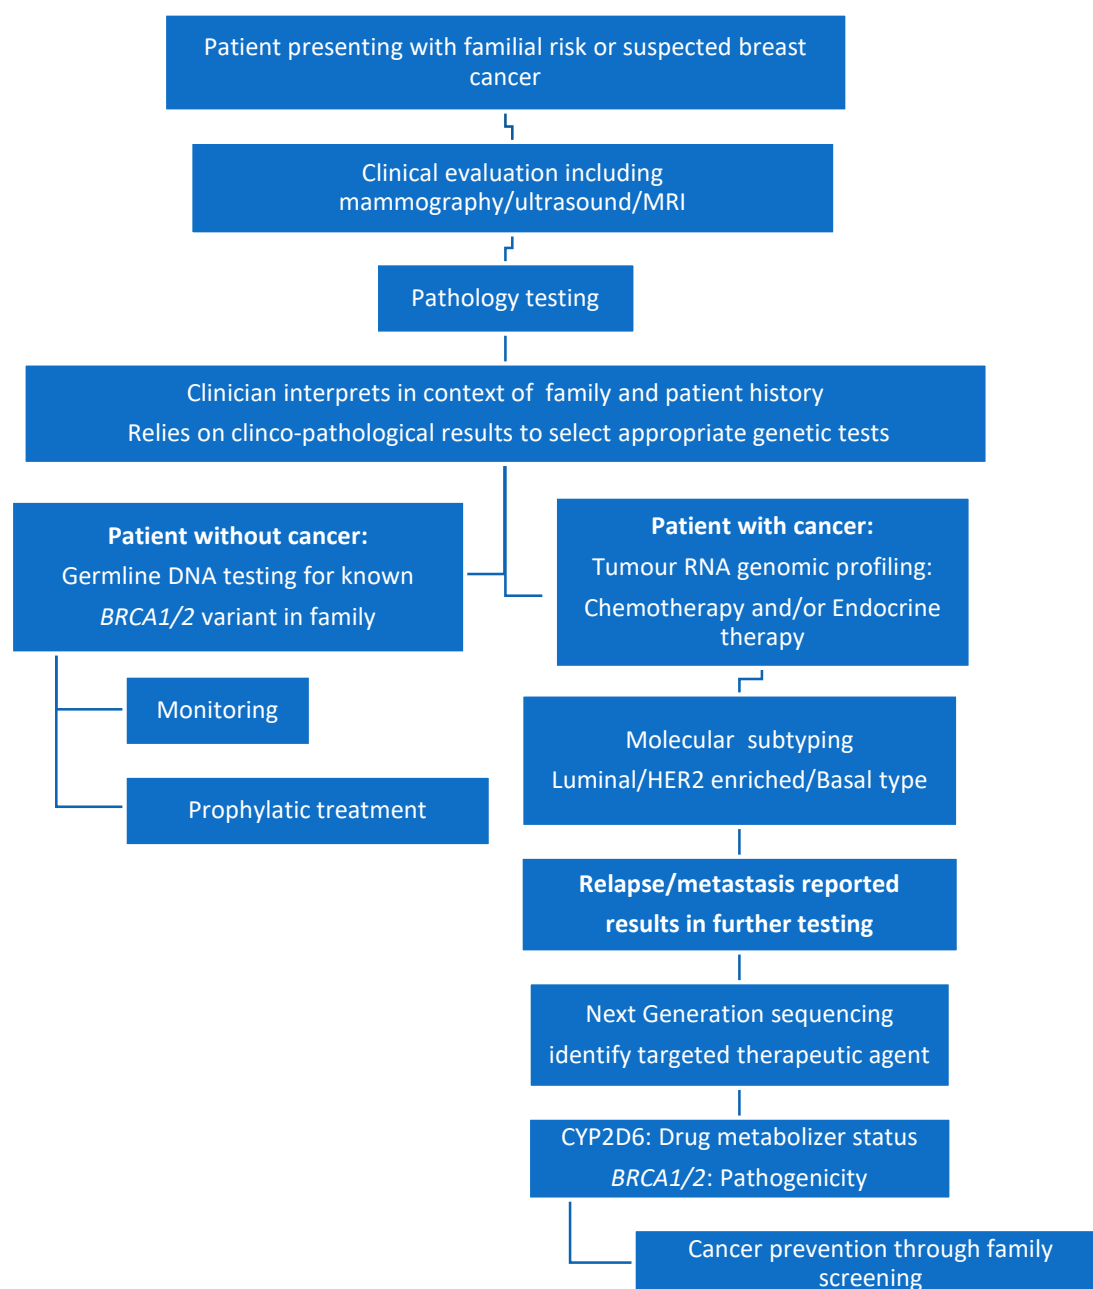 Patient presenting with familial risk or suspected breast
cancer
Clinical evaluation including
mammography/ultrasound/MRI
Pathology testing
Clinician interprets in context of family and patient history
Relies on clinco-pathological results to select appropriate genetic tests
Patient without cancer:
Germline DNA testing for known
BRCA1/2 variant in family
Monitoring
Prophylatic treatment
Patient with cancer:
Tumour RNA genomic profiling:
Chemotherapy and/or Endocrine
therapy
Molecular subtyping
Luminal/HER2 enriched/Basal type
Relapse/metastasis reported
results in further testing
Next Generation sequencing
identify targeted therapeutic agent
CYP2D6: Drug metabolizer status
BRCA1/2: Pathogenicity
Cancer prevention through family
screening